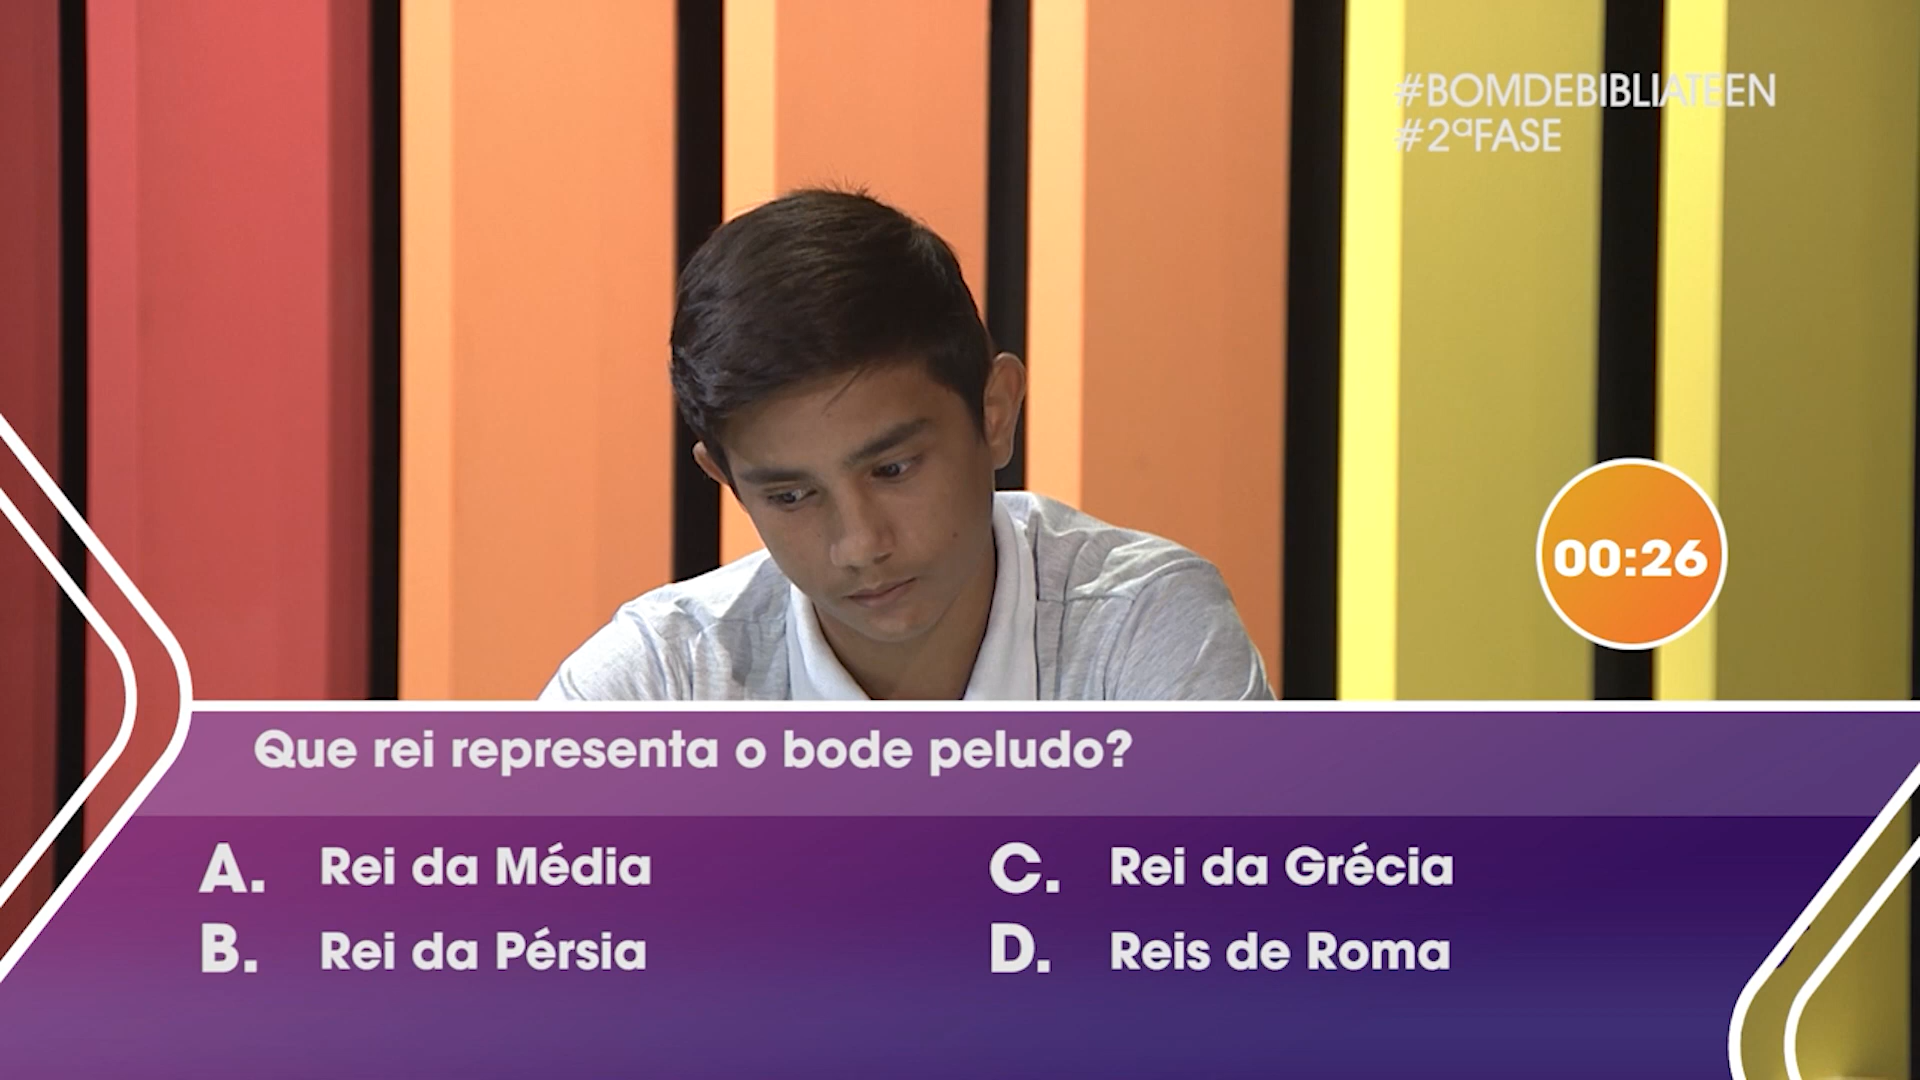 #BOMDEBIBLIATEEN
#2ªFASE
00:26
Que rei representa o bode peludo?
A. Rei da Média
B. Rei da Pérsia
C. Rei da Grécia
D. Reis de Roma